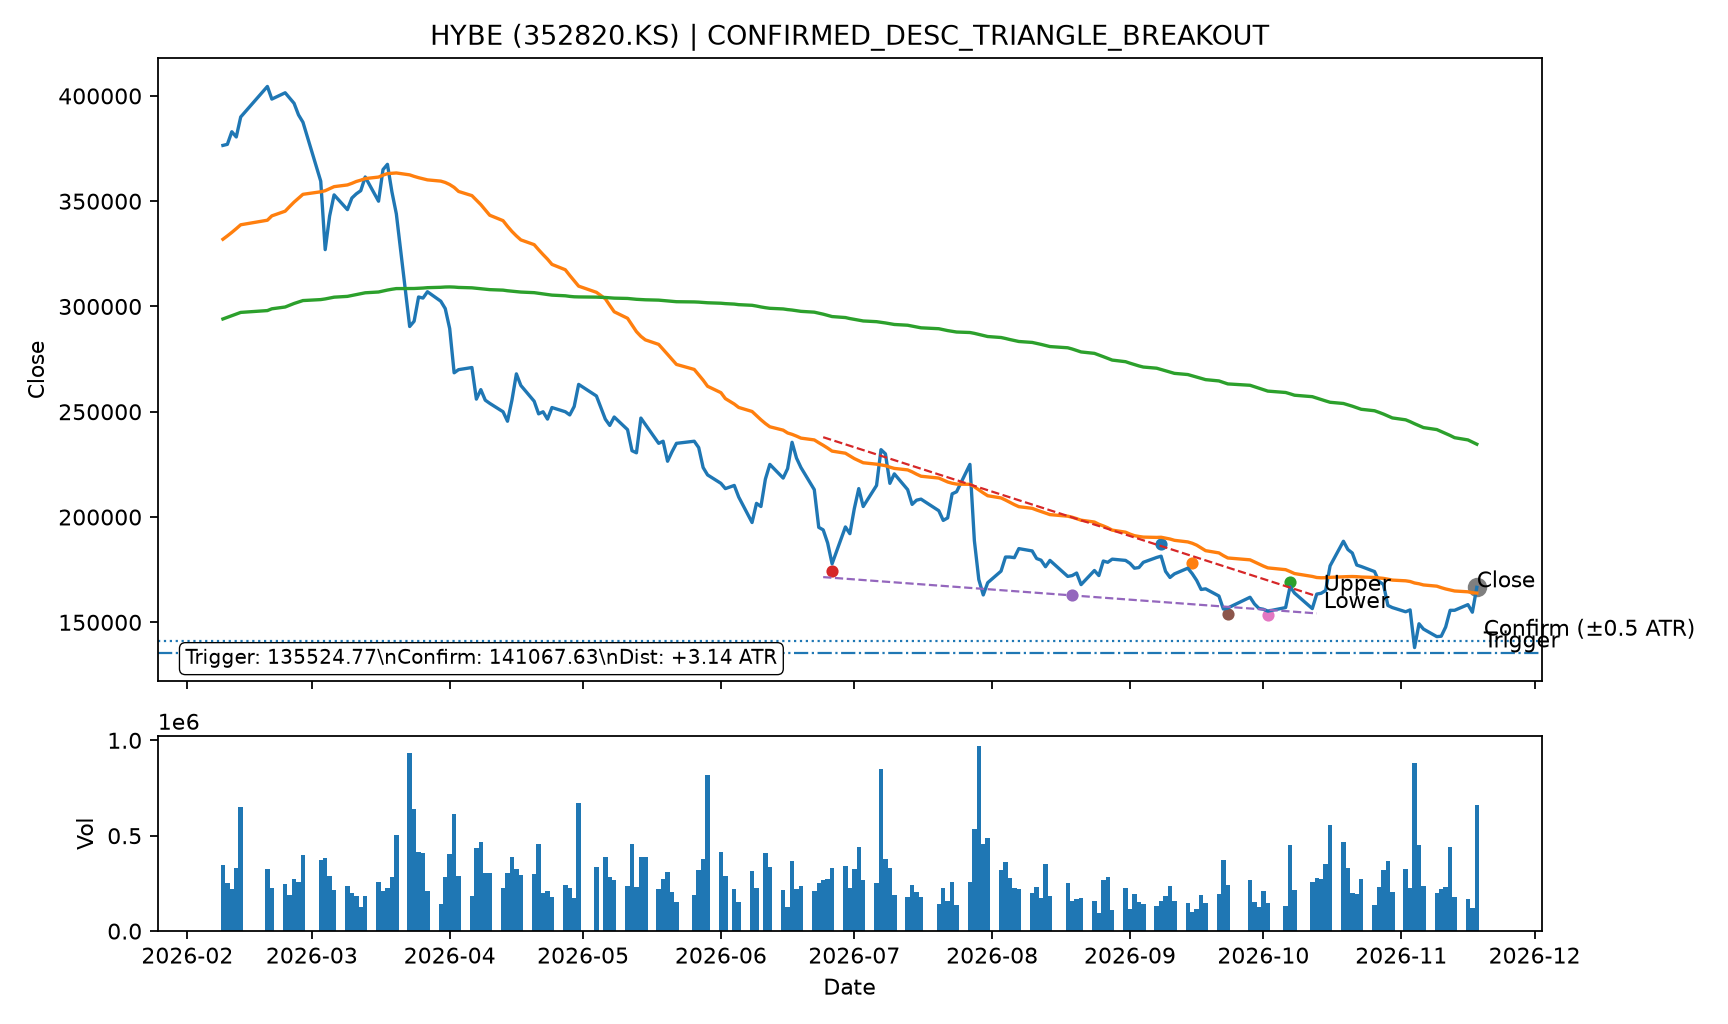 HYBE (352820.KS) | CONFIRMED_DESC_TRIANGLE_BREAKOUT
Close
400000
350000
300000
250000
200000
150000
Close
Upper
Lower
Confirm (±0.5 ATR)
Trigger
Trigger: 135524.77\nConfirm: 141067.63\nDist: +3.14 ATR
1e6
Vol
1.0
0.5
0.0
2026-02 2026-03 2026-04 2026-05 2026-06 2026-07 2026-08 2026-09 2026-10 2026-11 2026-12
Date